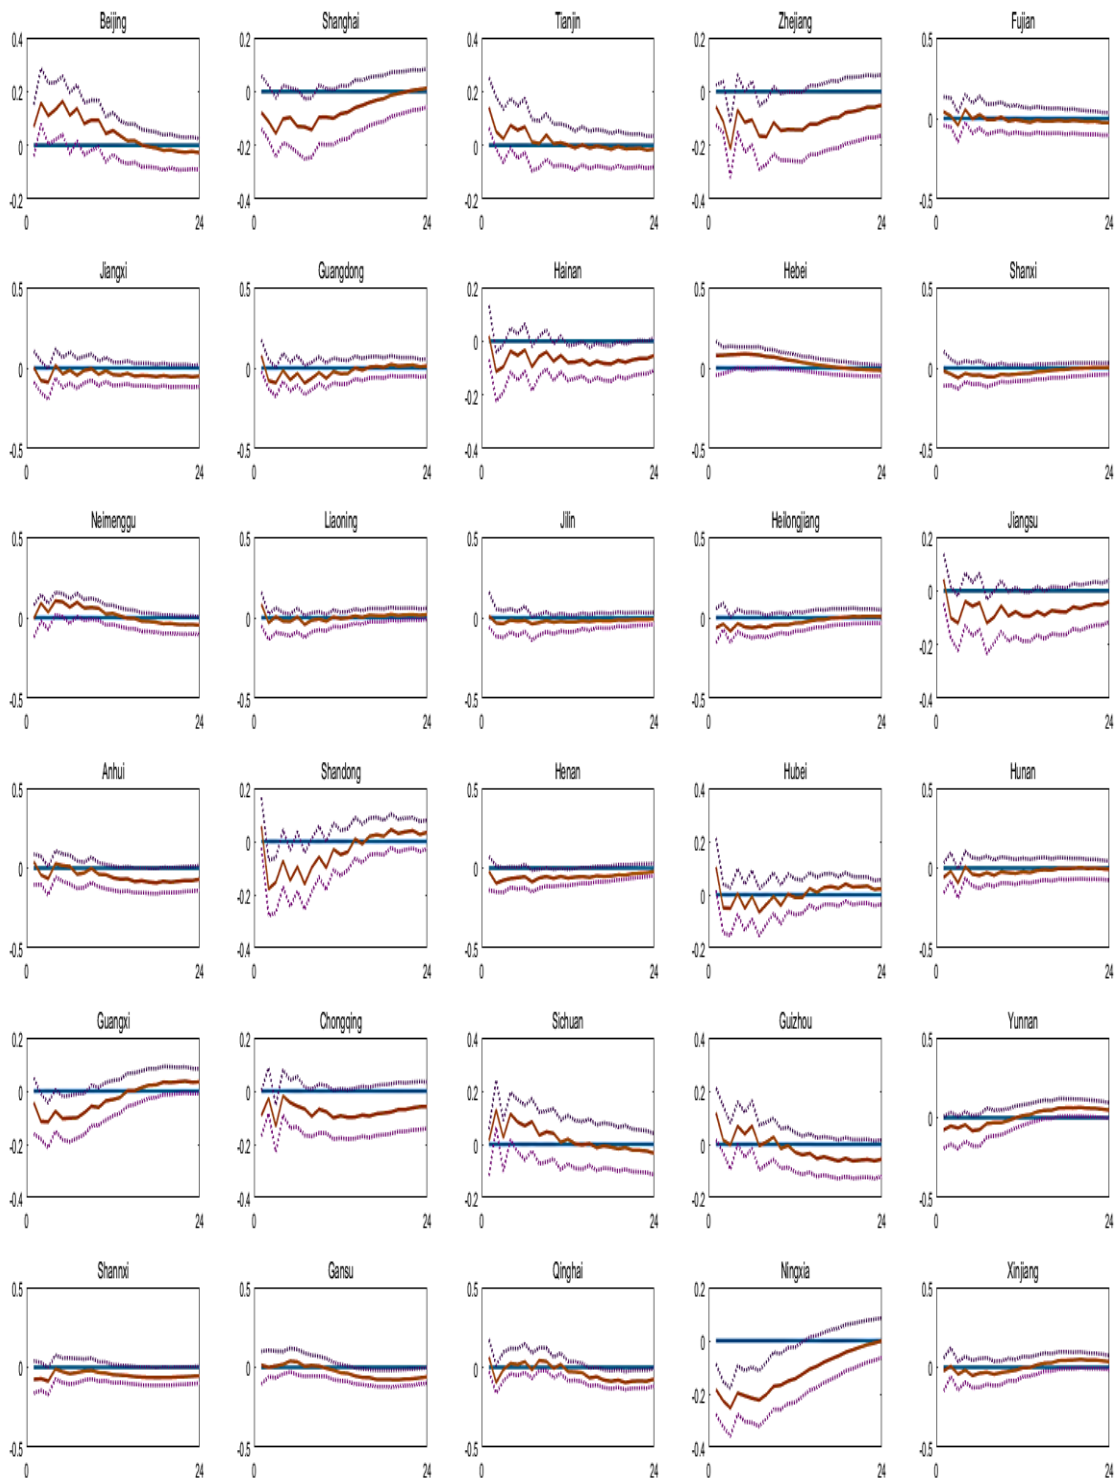 Beijing Shanghai Tianjin Zhejiang Fujian
0.4 0.2 0.4 0.2 0.5
0.2 0 0.2 0 0
0 -0.2 0 -0.2
-0.2 -0.4 -0.2 -0.4 -0.5
0 24 0 24 0 24 0 24 0 24
Jiangxi Guangdong Hainan Hebei Shanxi
0.5 0.5 0.2 0.5 0.5
0 0 0 0 0
-0.2
-0.5 -0.5 -0.4 -0.5 -0.5
0 24 0 24 0 24 0 24 0 24
Neimenggu Liaoning Jilin Heilongjiang Jiangsu
0.5 0.5 0.5 0.5 0.2
0 0 0 0 0
-0.2
-0.5 -0.5 -0.5 -0.5 -0.4
0 24 0 24 0 24 0 24 0 24
Anhui Shandong Henan Hubei Hunan
0.5 0.2 0.5 0.4 0.5
0 0 0 0.2 0
-0.2 0
-0.5 -0.4 -0.5 -0.2 -0.5
0 24 0 24 0 24 0 24 0 24
Guangxi Chongqing Sichuan Guizhou Yunnan
0.2 0.2 0.4 0.4 0.5
0 0 0.2 0.2 0
-0.2 -0.2 0 0
-0.4 -0.4 -0.2 -0.2 -0.5
0 24 0 24 0 24 0 24 0 24
Shannxi Gansu Qinghai Ningxia Xinjiang
0.5 0.5 0.5 0.2 0.5
0 0 0 0 0
-0.2
-0.5 -0.5 -0.5 -0.4 -0.5
0 24 0 24 0 24 0 24 0 24